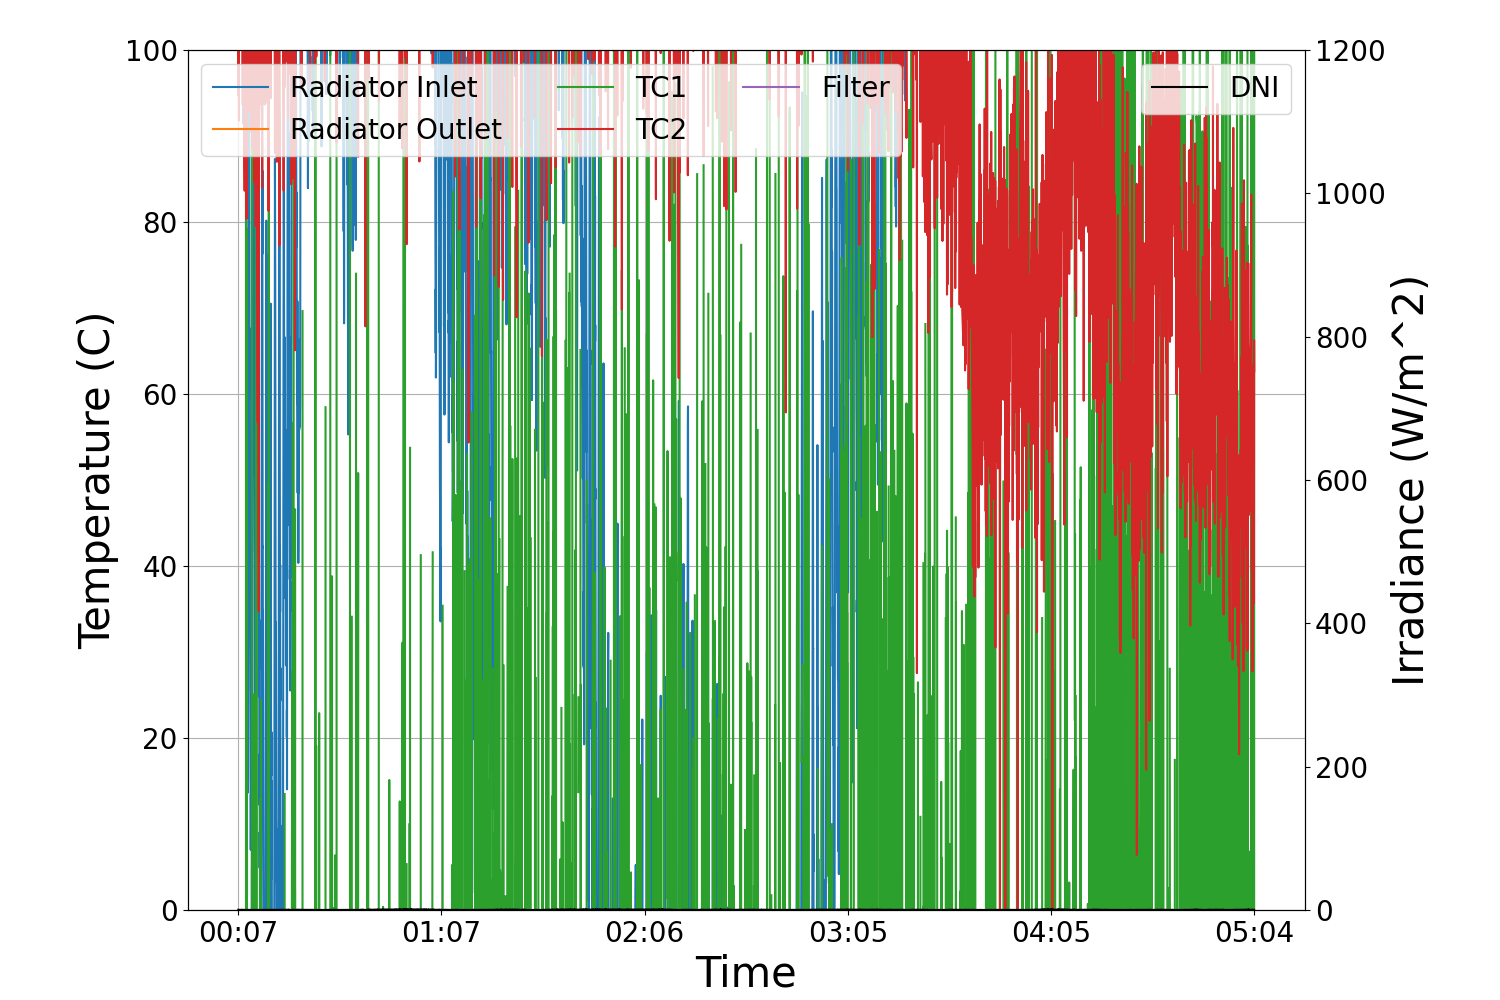 100
80
60
40
20
0
Temperature (C)
Radiator Inlet
Radiator Outlet
TC1
TC2
Filter
DNI
1200
1000
800
600
400
200
0
Irradiance (W/m^2)
00:07
01:07
02:06
03:05
04:05
05:04
Time